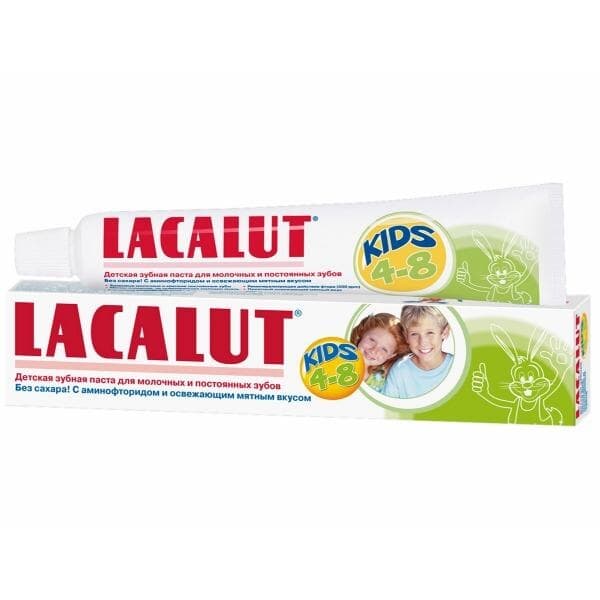 LACALUT®
KIDS
4-8
Детская зубная паста для молочных и постоянных зубов
Без сахара! С аминофторидом и освежающим мятным вкусом
LACALUT®
KIDS
4-8
Детская зубная паста для молочных и постоянных зубов
Без сахара! С аминофторидом и освежающим мятным вкусом